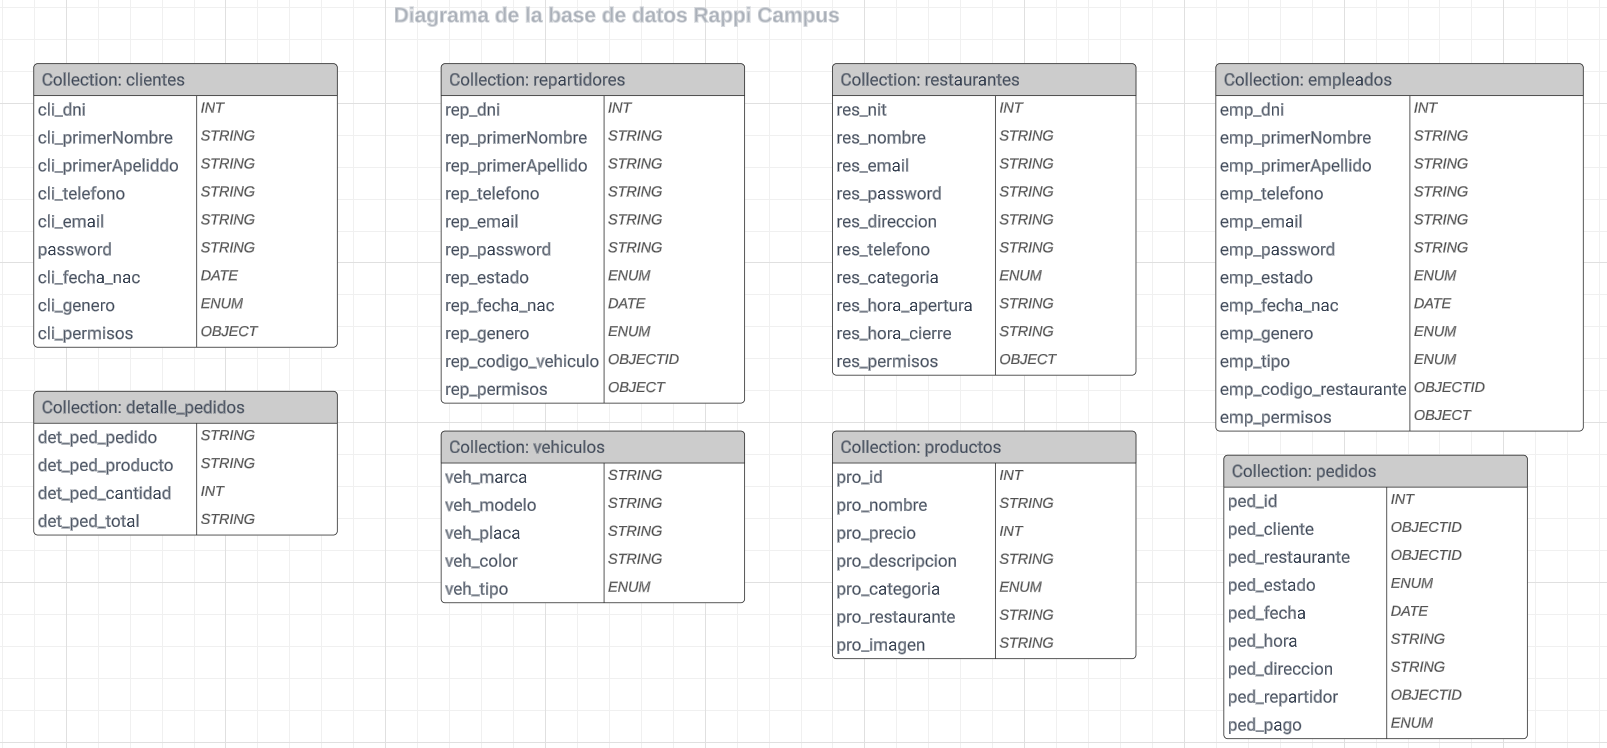 Diagrama de la base de datos Rappi Campus
Collection: clientes
cli_dni INT
cli_primerNombre STRING
cli_primerApeliddo STRING
cli_telefono STRING
cli_email STRING
password STRING
cli_fecha_nac DATE
cli_genero ENUM
cli_permisos OBJECT
Collection: detalle_pedidos
det_ped_pedido STRING
det_ped_producto STRING
det_ped_cantidad INT
det_ped_total STRING
Collection: repartidores
rep_dni INT
rep_primerNombre STRING
rep_primerApellido STRING
rep_telefono STRING
rep_email STRING
rep_password STRING
rep_estado ENUM
rep_fecha_nac DATE
rep_genero ENUM
rep_codigo_vehiculo OBJECTID
rep_permisos OBJECT
Collection: vehiculos
veh_marca STRING
veh_modelo STRING
veh_placa STRING
veh_color STRING
veh_tipo ENUM
Collection: restaurantes
res_nit INT
res_nombre STRING
res_email STRING
res_password STRING
res_direccion STRING
res_telefono STRING
res_categoria ENUM
res_hora_apertura STRING
res_hora_cierre STRING
res_permisos OBJECT
Collection: productos
pro_id INT
pro_nombre STRING
pro_precio INT
pro_descripcion STRING
pro_categoria ENUM
pro_restaurante STRING
pro_imagen STRING
Collection: empleados
emp_dni INT
emp_primerNombre STRING
emp_primerApellido STRING
emp_telefono STRING
emp_email STRING
emp_password STRING
emp_estado ENUM
emp_fecha_nac DATE
emp_genero ENUM
emp_tipo ENUM
emp_codigo_restaurante OBJECTID
emp_permisos OBJECT
Collection: pedidos
ped_id INT
ped_cliente OBJECTID
ped_restaurante OBJECTID
ped_estado ENUM
ped_fecha DATE
ped_hora STRING
ped_direccion STRING
ped_repartidor OBJECTID
ped_pago ENUM